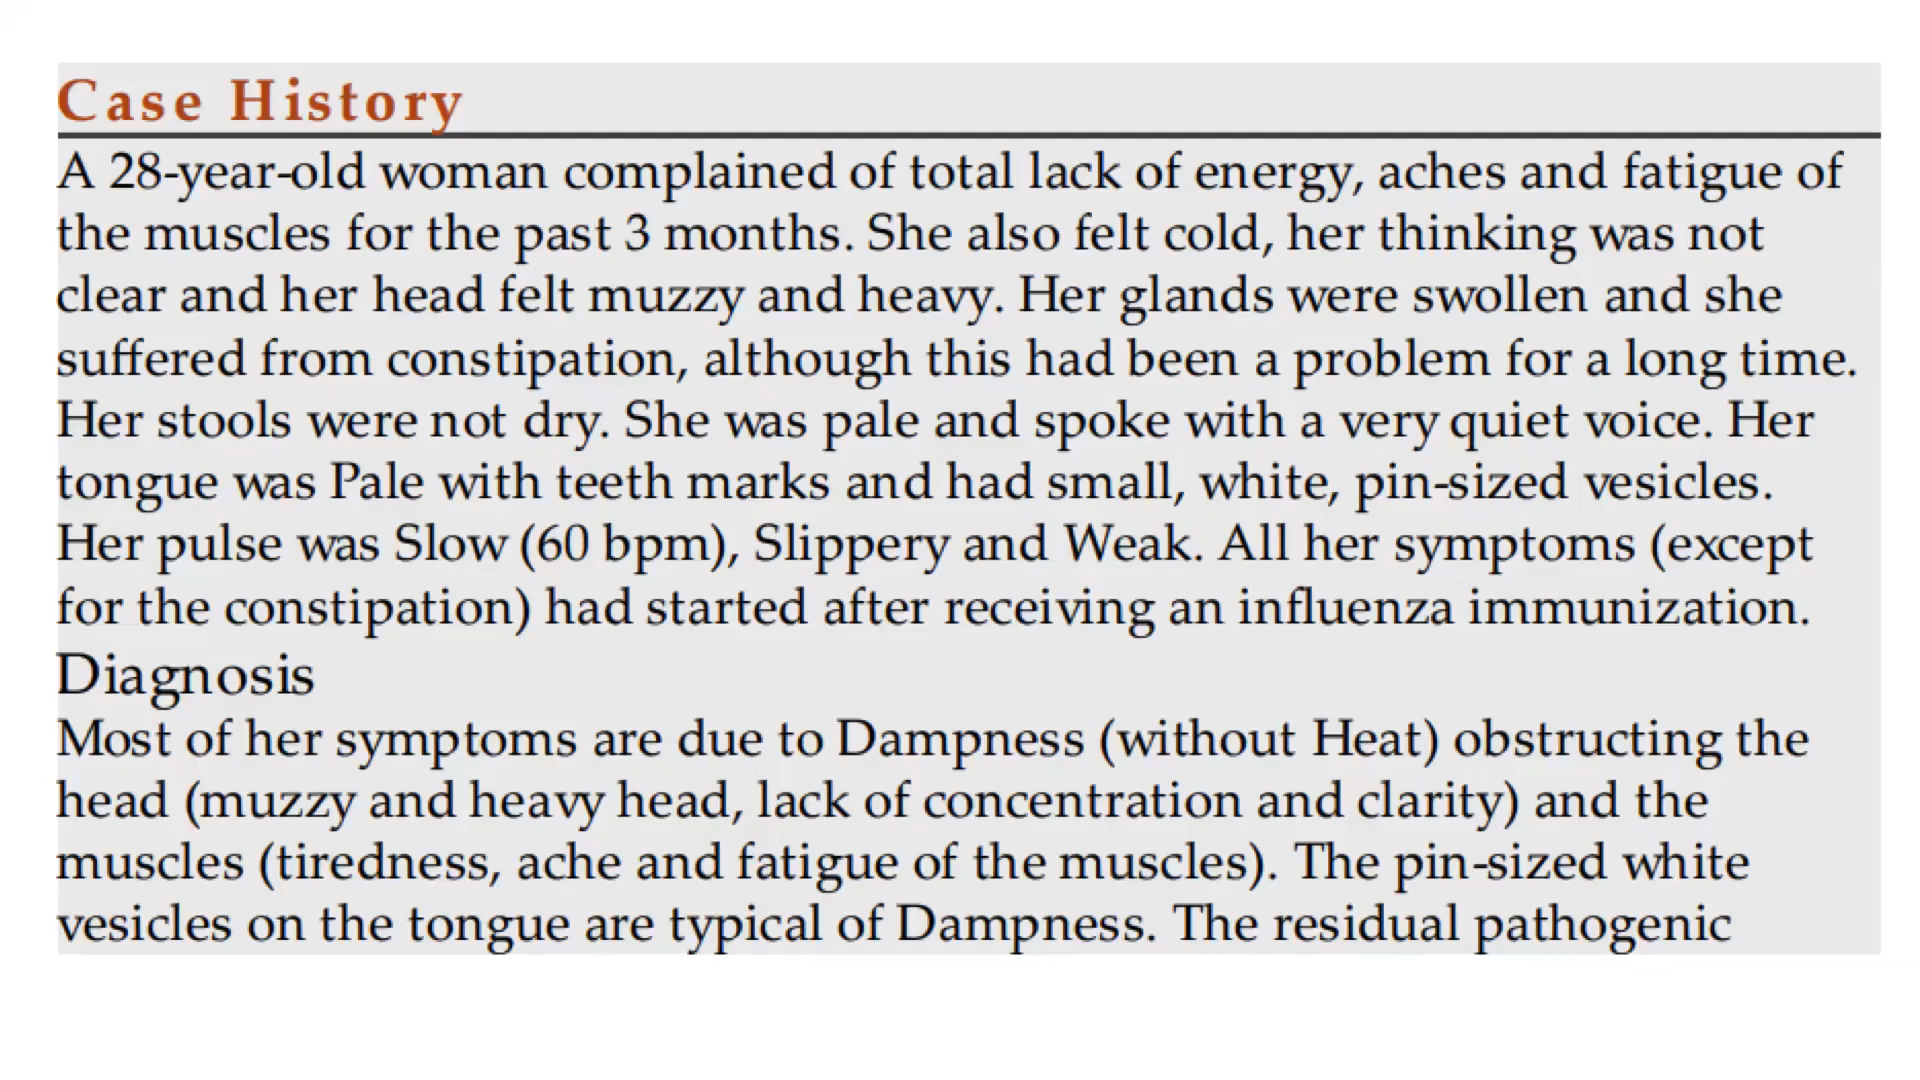 Case History
A 28-year-old woman complained of total lack of energy, aches and fatigue of
the muscles for the past 3 months. She also felt cold, her thinking was not
clear and her head felt muzzy and heavy. Her glands were swollen and she
suffered from constipation, although this had been a problem for a long time.
Her stools were not dry. She was pale and spoke with a very quiet voice. Her
tongue was Pale with teeth marks and had small, white, pin-sized vesicles.
Her pulse was Slow (60 bpm), Slippery and Weak. All her symptoms (except
for the constipation) had started after receiving an influenza immunization.
Diagnosis
Most of her symptoms are due to Dampness (without Heat) obstructing the
head (muzzy and heavy head, lack of concentration and clarity) and the
muscles (tiredness, ache and fatigue of the muscles). The pin-sized white
vesicles on the tongue are typical of Dampness. The residual pathogenic